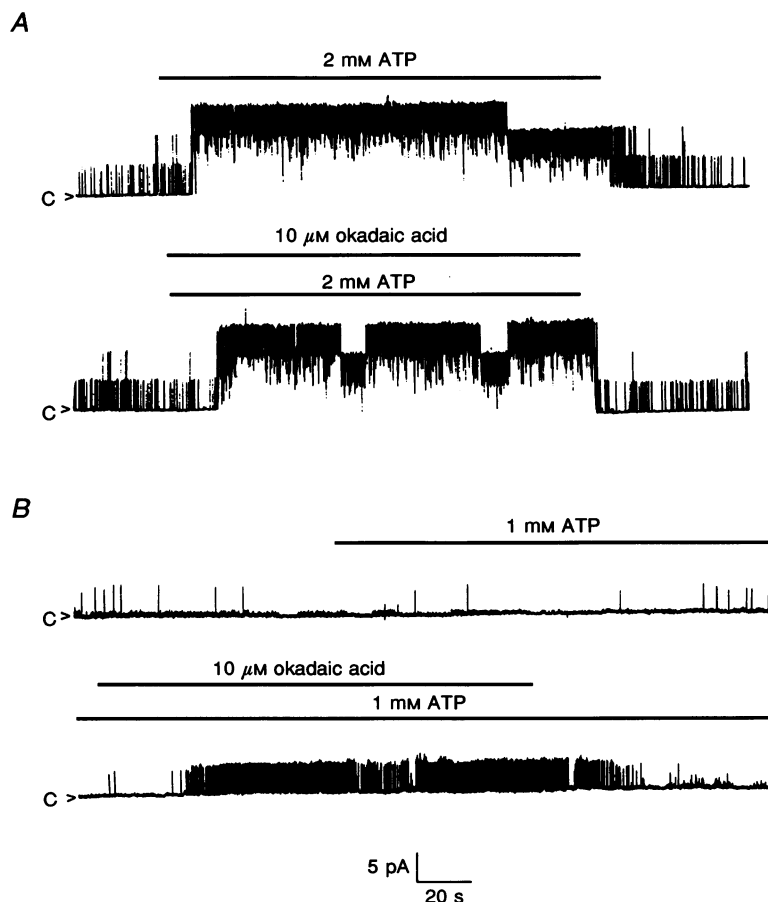 A
2 mM ATP
C >
10 μM okadaic acid
2 mM ATP
C >
B
1 mM ATP
C >
10 μM okadaic acid
1 mM ATP
C >
5 pA
20 s